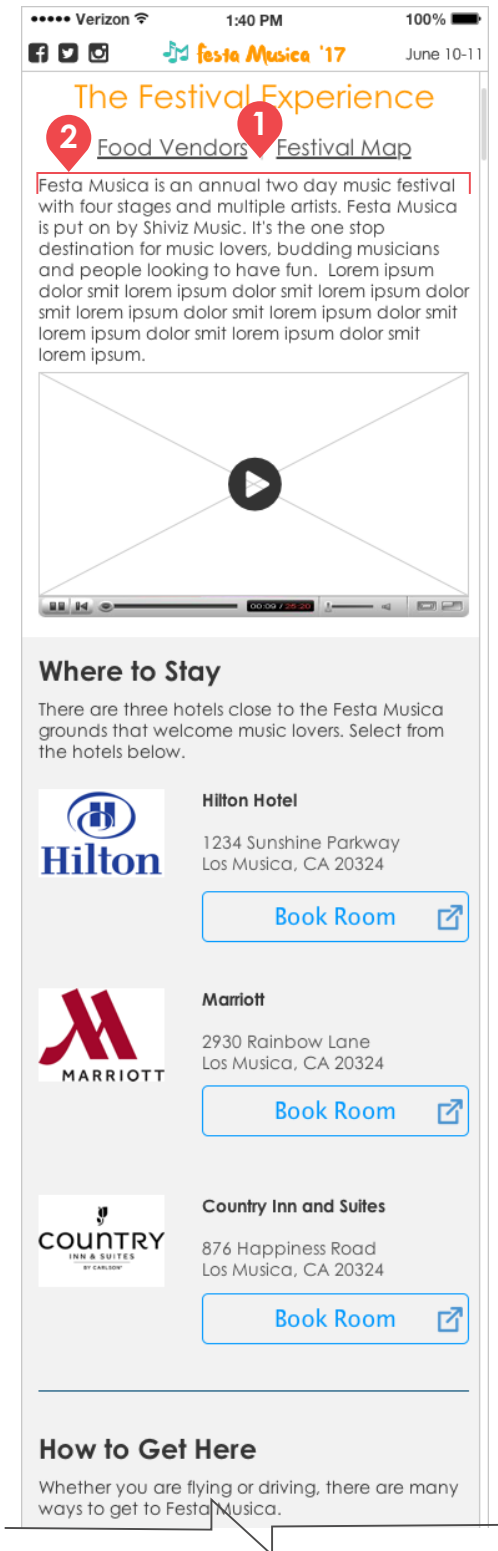 Verizon 1:40 PM 100%
festa Musica '17 June 10-11
The Festival Experience
2 1
Food Vendors Festival Map
Festa Musica is an annual two day music festival
with four stages and multiple artists. Festa Musica
is put on by Shiviz Music. It's the one stop
destination for music lovers, budding musicians
and people looking to have fun. Lorem ipsum
dolor smit lorem ipsum dolor smit lorem ipsum dolor
smit lorem ipsum dolor smit lorem ipsum dolor smit
lorem ipsum dolor smit lorem ipsum dolor smit
lorem ipsum.
00:09 / 26:20
Where to Stay
There are three hotels close to the Festa Musica
grounds that welcome music lovers. Select from
the hotels below.
H
Hilton
Hilton Hotel
1234 Sunshine Parkway
Los Musica, CA 20324
Book Room
MARRIOTT
Marriott
2930 Rainbow Lane
Los Musica, CA 20324
Book Room
COUNTRY
INN & SUITES
BY CARLSON
Country Inn and Suites
876 Happiness Road
Los Musica, CA 20324
Book Room
How to Get Here
Whether you are flying or driving, there are many
ways to get to Festa Musica.